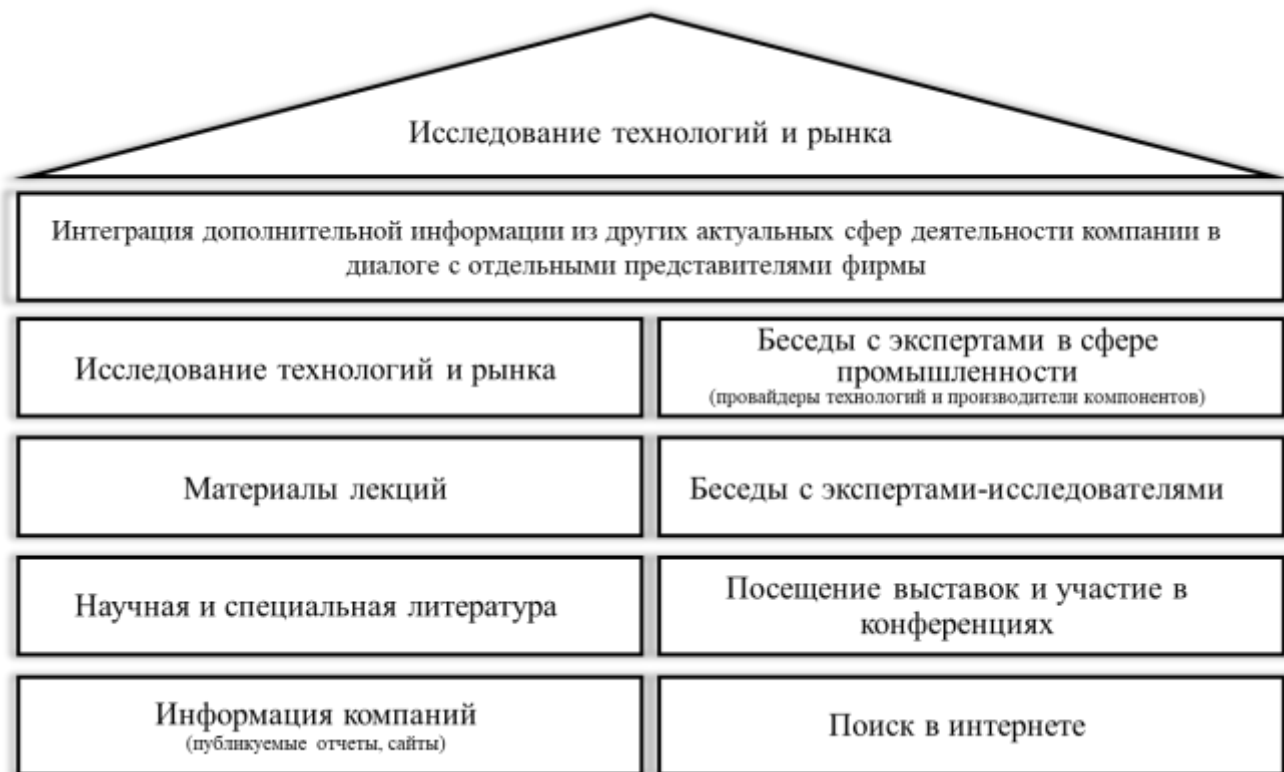 Исследование технологий и рынка
Интеграция дополнительной информации из других актуальных сфер деятельности компании в
диалоге с отдельными представителями фирмы
Исследование технологий и рынка
Беседы с экспертами в сфере
промышленности
(провайдеры технологий и производители компонентов)
Материалы лекций
Беседы с экспертами-исследователями
Научная и специальная литература
Посещение выставок и участие в
конференциях
Информация компаний
(публикуемые отчеты, сайты)
Поиск в интернете